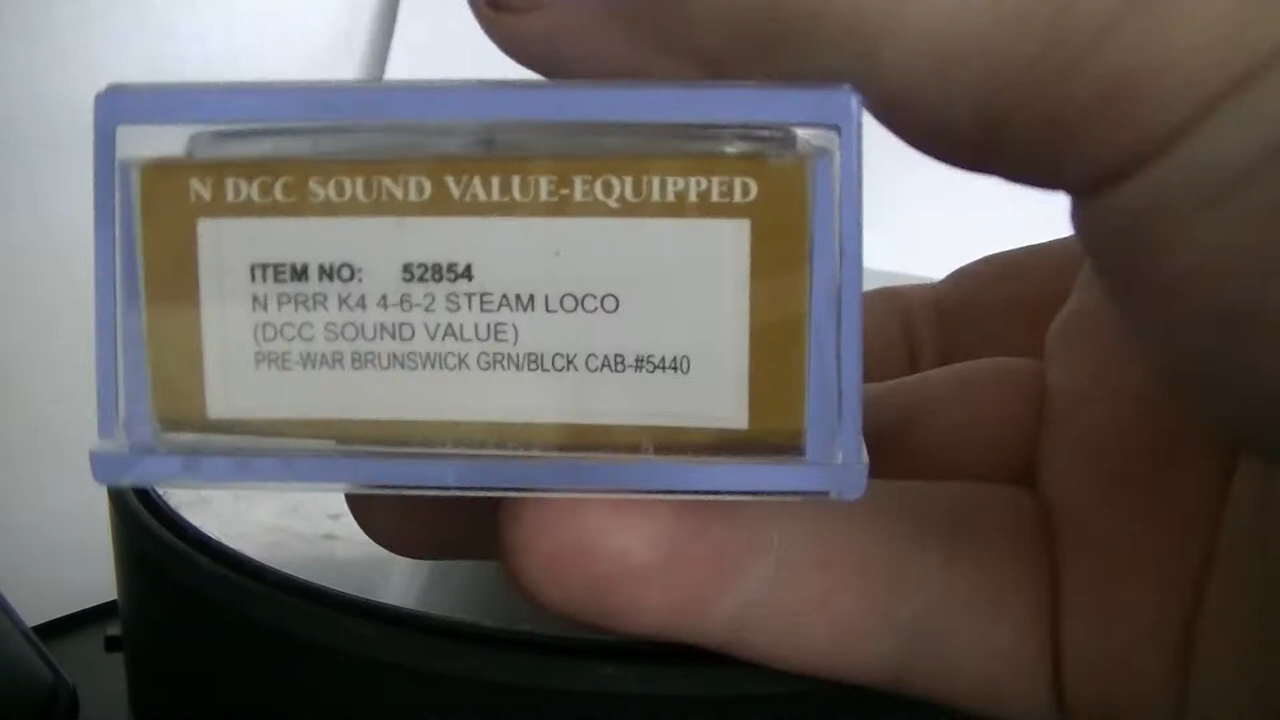 N DCC SOUND VALUE-EQUIPPED
ITEM NO: 52854
N PRR K4 4-6-2 STEAM LOCO
(DCC SOUND VALUE)
PRE-WAR BRUNSWICK GRN/BLCK CAB-#5440